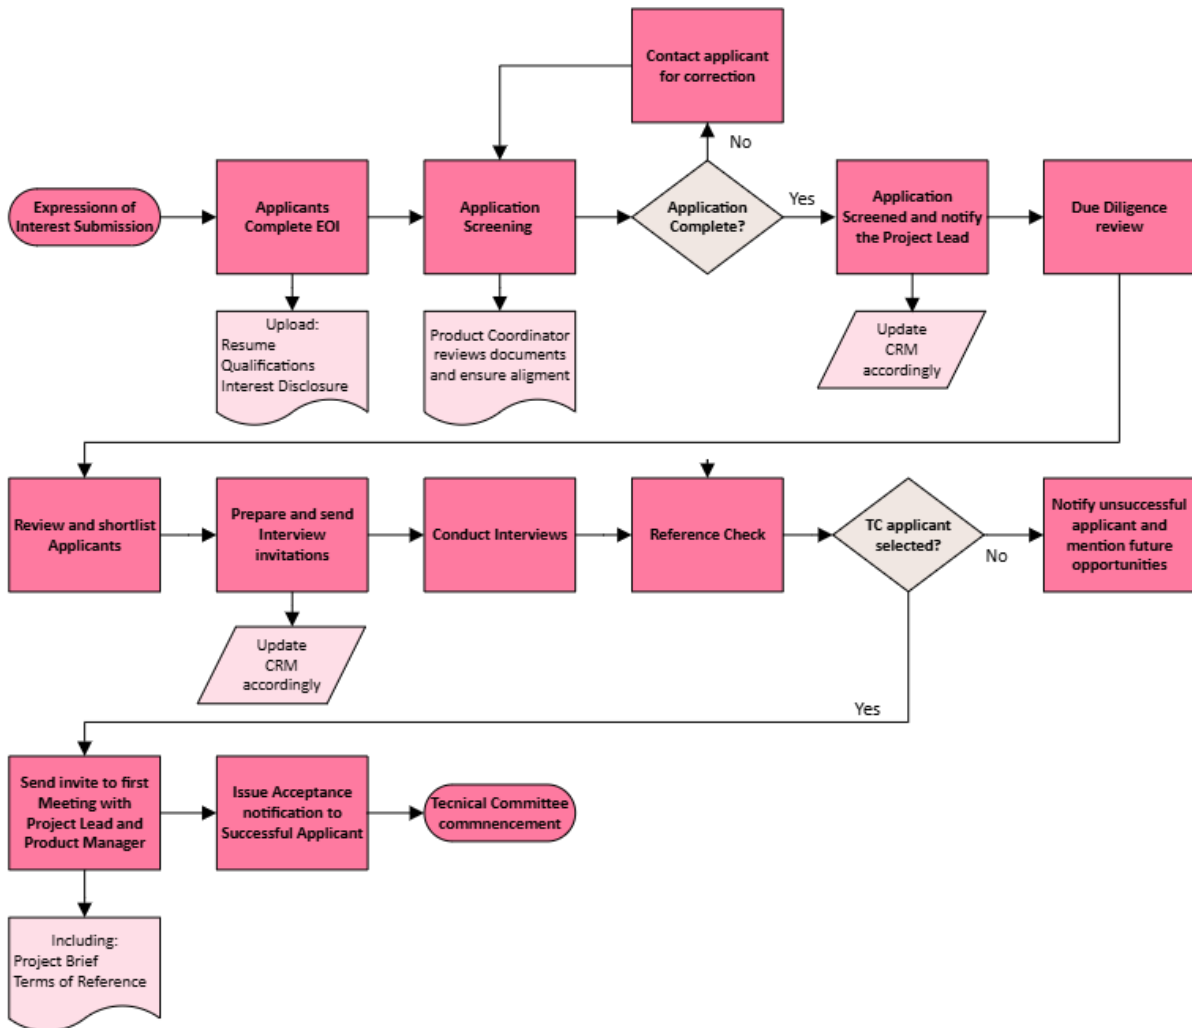 Contact applicant
for correction
No
Expressionn of
Interest Submission
Applicants
Complete EOI
Application
Screening
Application
Complete?
Yes
Application
Screened and notify
the Project Lead
Due Diligence
review
Upload:
Resume
Qualifications
Interest Disclosure
Product Coordinator
reviews documents
and ensure aligment
Update
CRM
accordingly
Review and shortlist
Applicants
Prepare and send
Interview
invitations
Conduct Interviews
Reference Check
TC applicant
selected?
No
Notify unsuccessful
applicant and
mention future
opportunities
Update
CRM
accordingly
Yes
Send invite to first
Meeting with
Project Lead and
Product Manager
Issue Acceptance
notification to
Successful Applicant
Tecnical Committee
commnencement
Including:
Project Brief
Terms of Reference